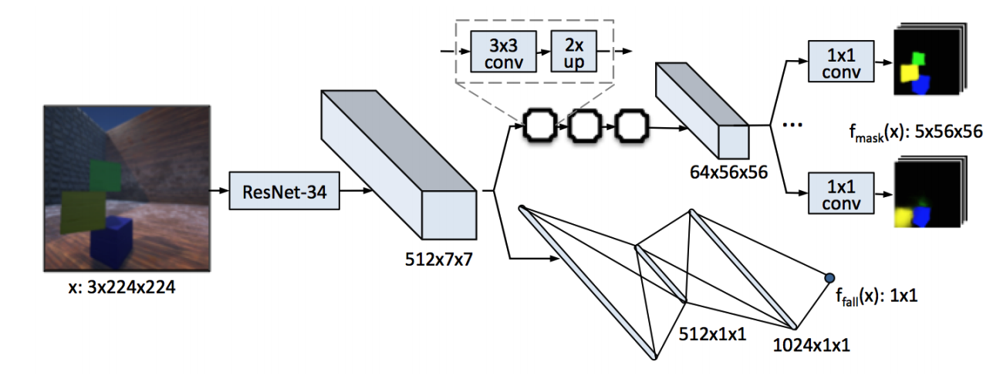 3x3
conv
2x
up
1x1
conv
ResNet-34
512x7x7
x: 3x224x224
64x56x56
...
f_mask(x): 5x56x56
1x1
conv
f_fall(x): 1x1
512x1x1
1024x1x1